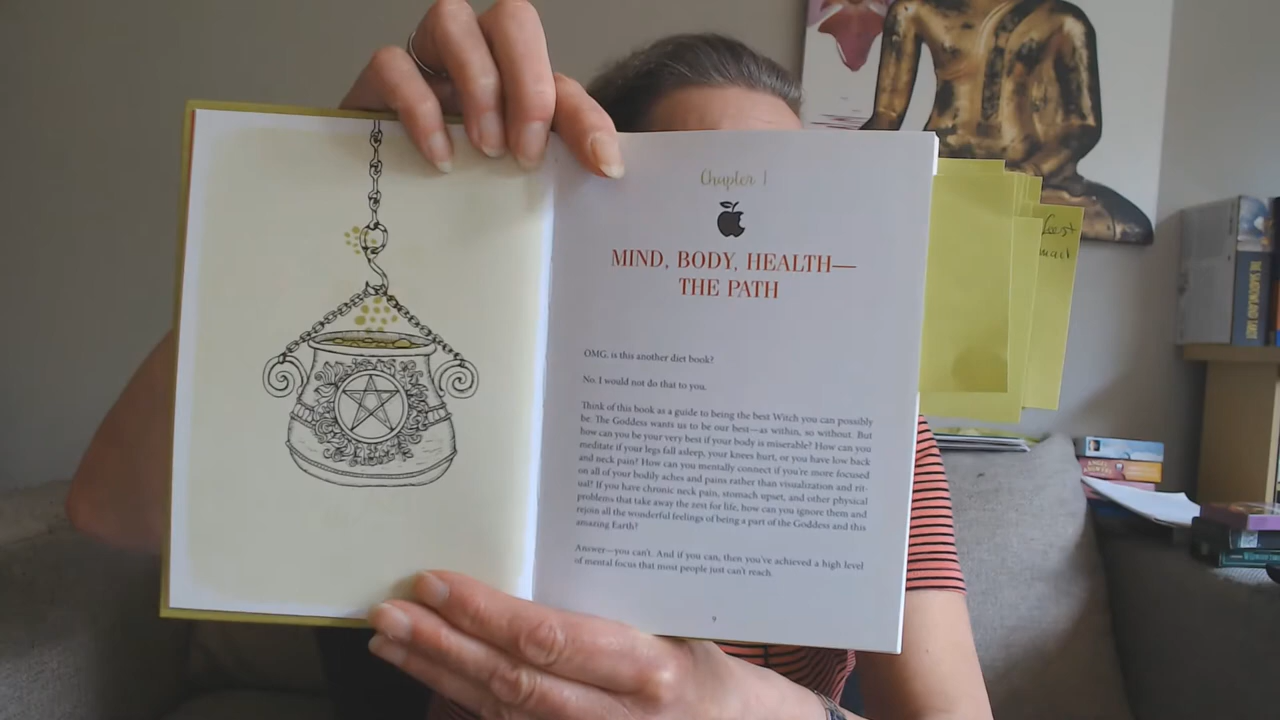 Chapter 1
MIND, BODY, HEALTH—
THE PATH
OMG, is this another diet book?
No. I would not do that to you.
Think of this book as a guide to being the best Witch you can possibly
be. The Goddess wants us to be our best—as within, so without. But
how can you be your very best if your body is miserable? How can you
meditate if your legs fall asleep, your knees hurt, or you have low back
and neck pain? How can you mentally connect if you're more focused
on all of your bodily aches and pains rather than visualization and rit-
ual? If you have chronic neck pain, stomach upset, and other physical
problems that take away the zest for life, how can you ignore them and
rejoin all the wonderful feelings of being a part of the Goddess and this
amazing Earth?
Answer—you can't. And if you can, then you've achieved a high level
of mental focus that most people just can't reach.
9